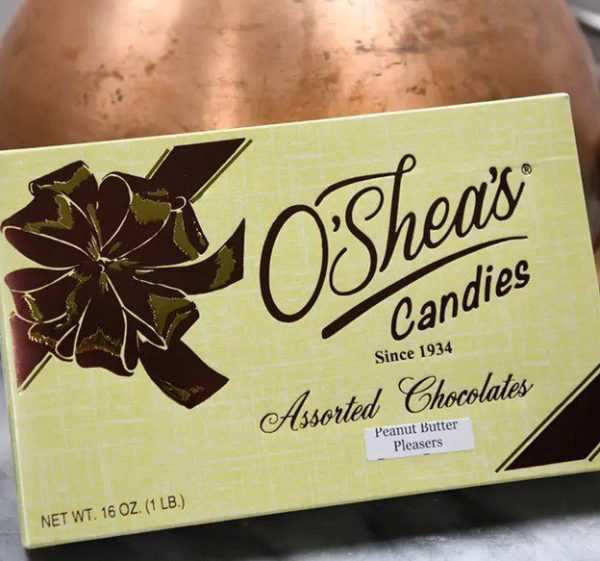 O'Shea's®
Candies
Since 1934
Assorted Chocolates
Peanut Butter
Pleasers
NET WT. 16 OZ. (1 LB.)